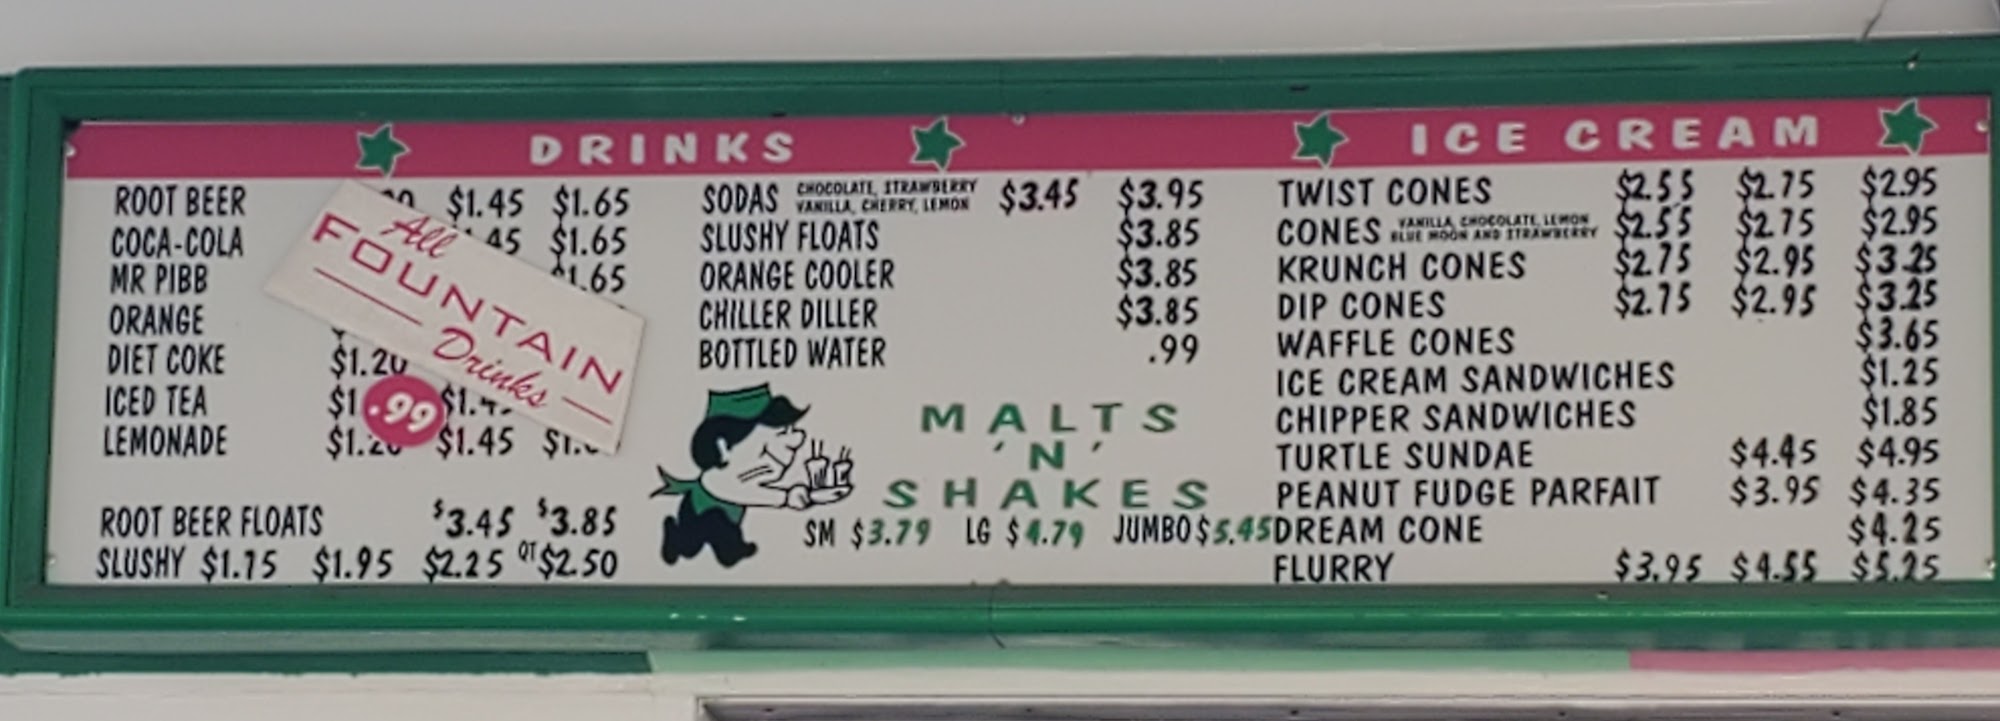 DRINKS
ROOT BEER $1.45 $1.65
COCA-COLA .45 $1.65
MR PIBB $1.65
ORANGE
DIET COKE $1.20
ICED TEA
LEMONADE $1.20 $1.45
All
FOUNTAIN
Drinks
.99
ROOT BEER FLOATS $3.45 $3.85
SLUSHY $1.75 $1.95 $2.25 QT $2.50
SODAS CHOCOLATE, STRAWBERRY $3.45 $3.95
VANILLA, CHERRY, LEMON
SLUSHY FLOATS $3.85
ORANGE COOLER $3.85
CHILLER DILLER $3.85
BOTTLED WATER .99
MALTS
'N'
SHAKES
SM $3.79 LG $4.79 JUMBO $5.45
ICE CREAM
TWIST CONES $2.55 $2.75 $2.95
CONES VANILLA, CHOCOLATE, LEMON $2.55 $2.75 $2.95
BLUE MOON AND STRAWBERRY
KRUNCH CONES $2.75 $2.95 $3.25
DIP CONES $2.75 $2.95 $3.25
WAFFLE CONES $3.65
ICE CREAM SANDWICHES $1.25
CHIPPER SANDWICHES $1.85
TURTLE SUNDAE $4.45 $4.95
PEANUT FUDGE PARFAIT $3.95 $4.35
DREAM CONE $4.25
FLURRY $3.95 $4.55 $5.25